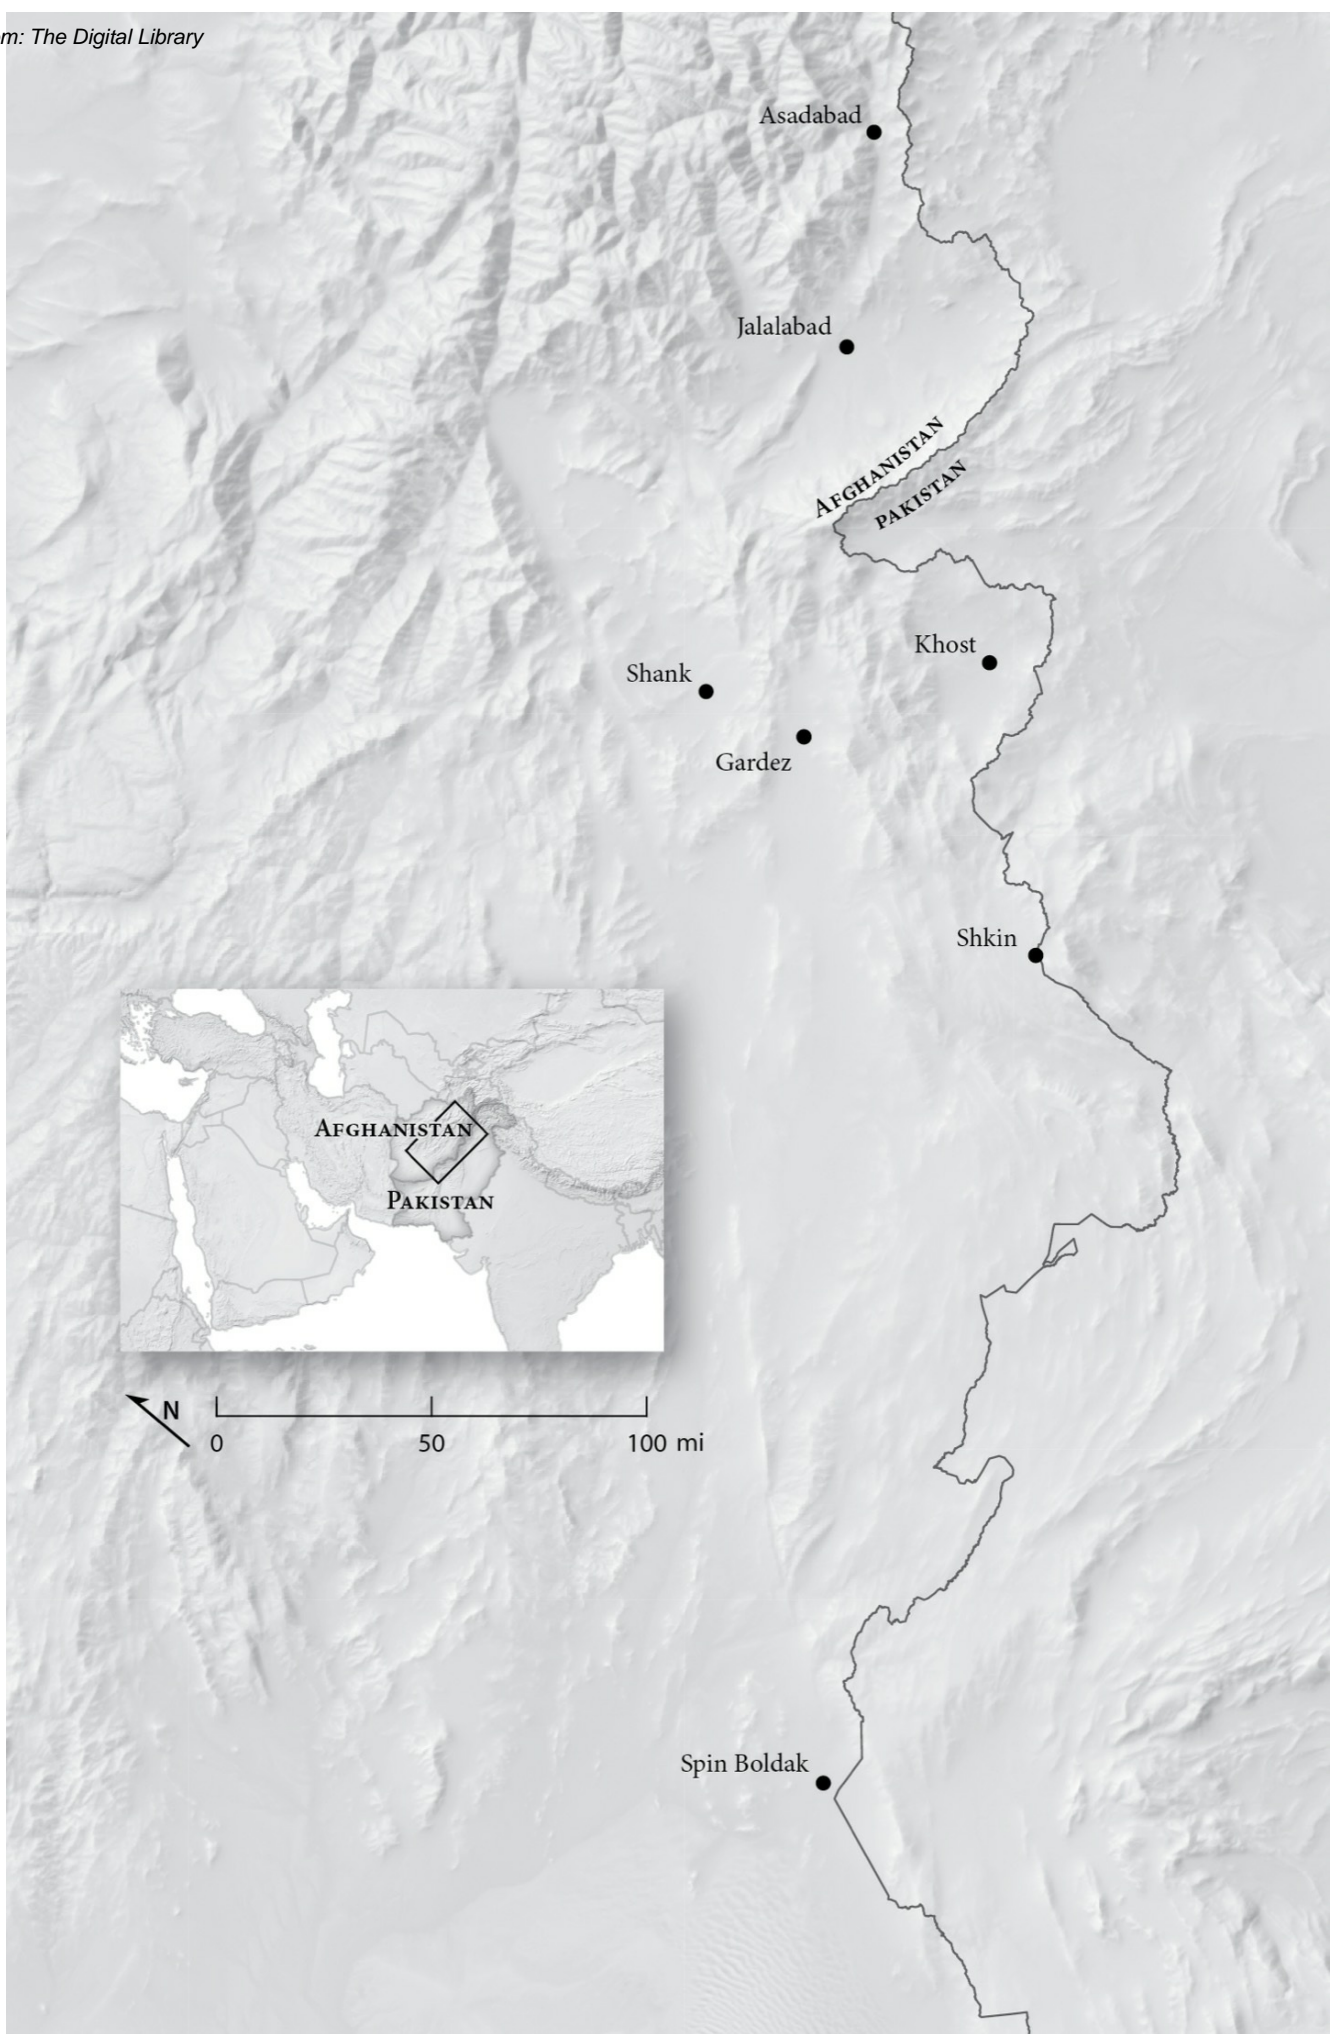 m: The Digital Library
Asadabad
Jalalabad
AFGHANISTAN
PAKISTAN
Khost
Shank
Gardez
Shkin
AFGHANISTAN
PAKISTAN
N
0 50 100 mi
Spin Boldak